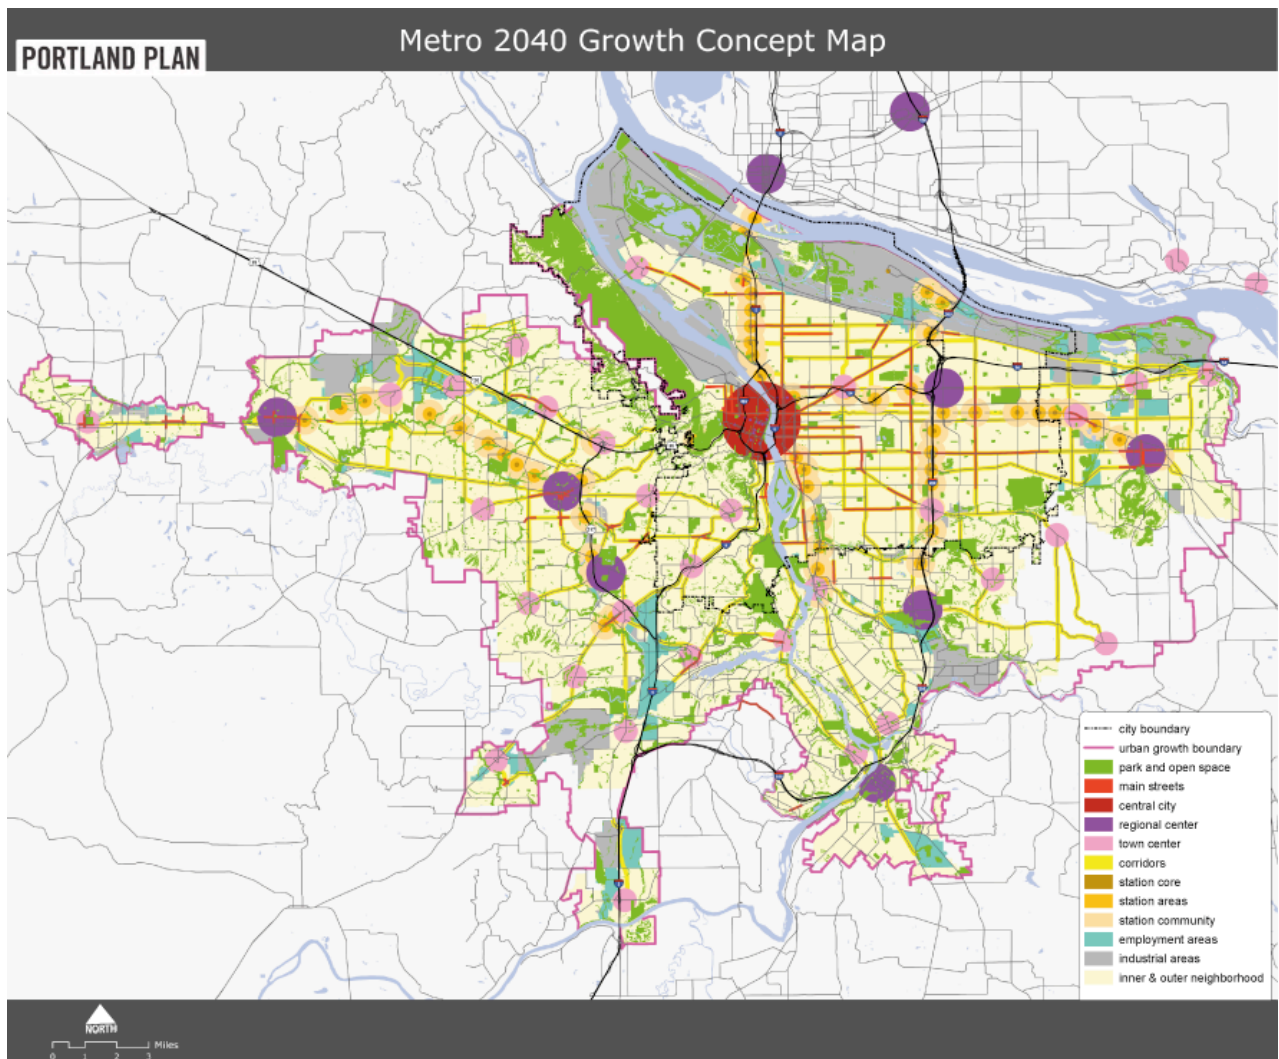 Metro 2040 Growth Concept Map
PORTLAND PLAN
city boundary
urban growth boundary
park and open space
main streets
central city
regional center
town center
corridors
station core
station areas
station community
employment areas
industrial areas
inner & outer neighborhood
NORTH
Miles
0 1 2 3